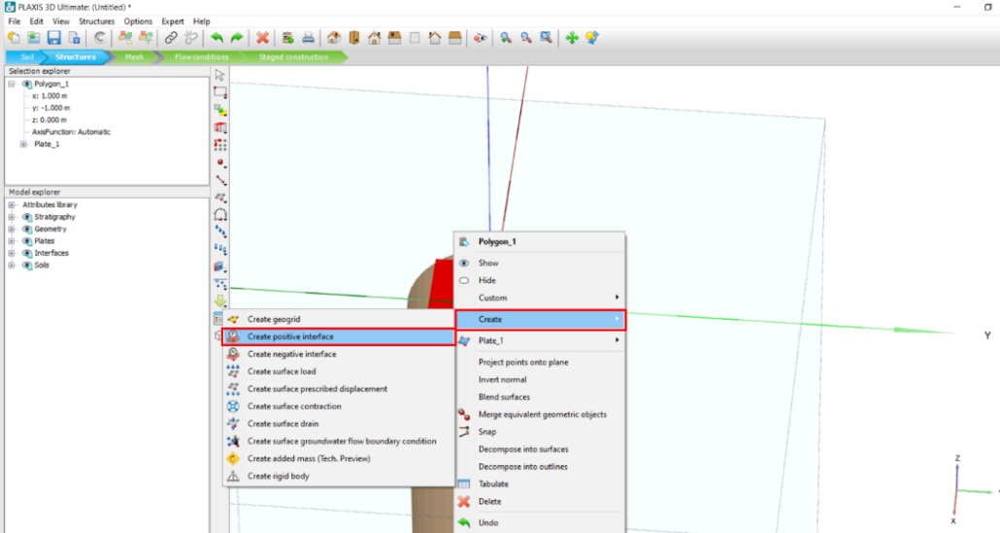 PLAXIS 3D Ultimate: (Untitled) *
File Edit View Structures Options Expert Help
Soil Structures Mesh Flow conditions Staged construction
Selection explorer
Polygon_1
x: 1.000 m
y: -1.000 m
z: 0.000 m
AxisFunction: Automatic
Plate_1
Model explorer
Attributes library
Stratigraphy
Geometry
Plates
Interfaces
Soils
Polygon_1
Show
Hide
Custom
Create
Plate_1
Project points onto plane
Invert normal
Blend surfaces
Merge equivalent geometric objects
Snap
Decompose into surfaces
Decompose into outlines
Tabulate
Delete
Undo
Create geogrid
Create positive interface
Create negative interface
Create surface load
Create surface prescribed displacement
Create surface contraction
Create surface drain
Create surface groundwater flow boundary condition
Create added mass (Tech. Preview)
Create rigid body
Y
Z
X